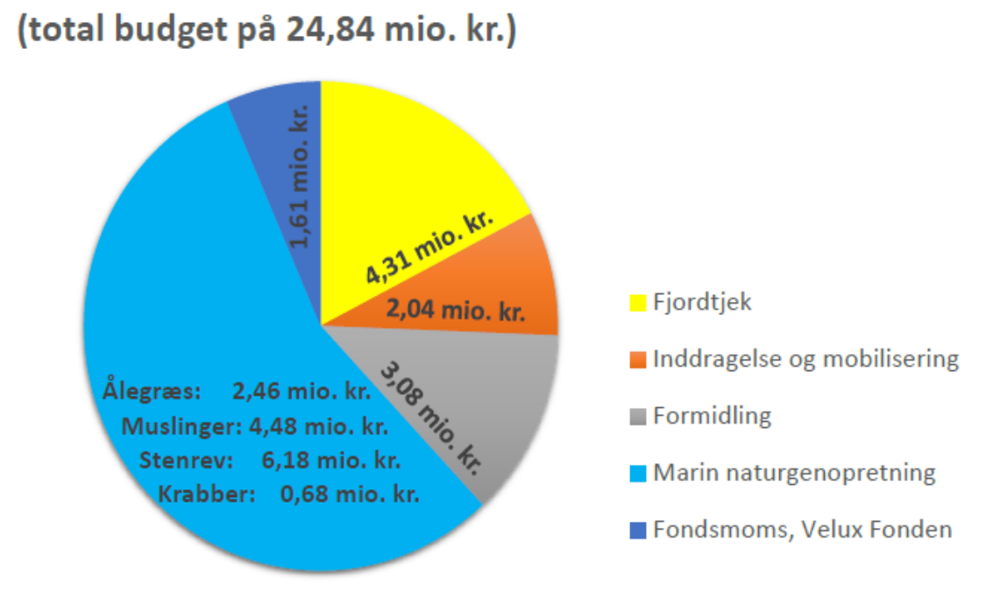 (total budget på 24,84 mio. kr.)
1,61 mio. kr.
4,31 mio. kr.
2,04 mio. kr.
3,08 mio. kr.
Ålegræs: 2,46 mio. kr.
Muslinger: 4,48 mio. kr.
Stenrev: 6,18 mio. kr.
Krabber: 0,68 mio. kr.
Fjordtjek
Inddragelse og mobilisering
Formidling
Marin naturgenopretning
Fondsmoms, Velux Fonden